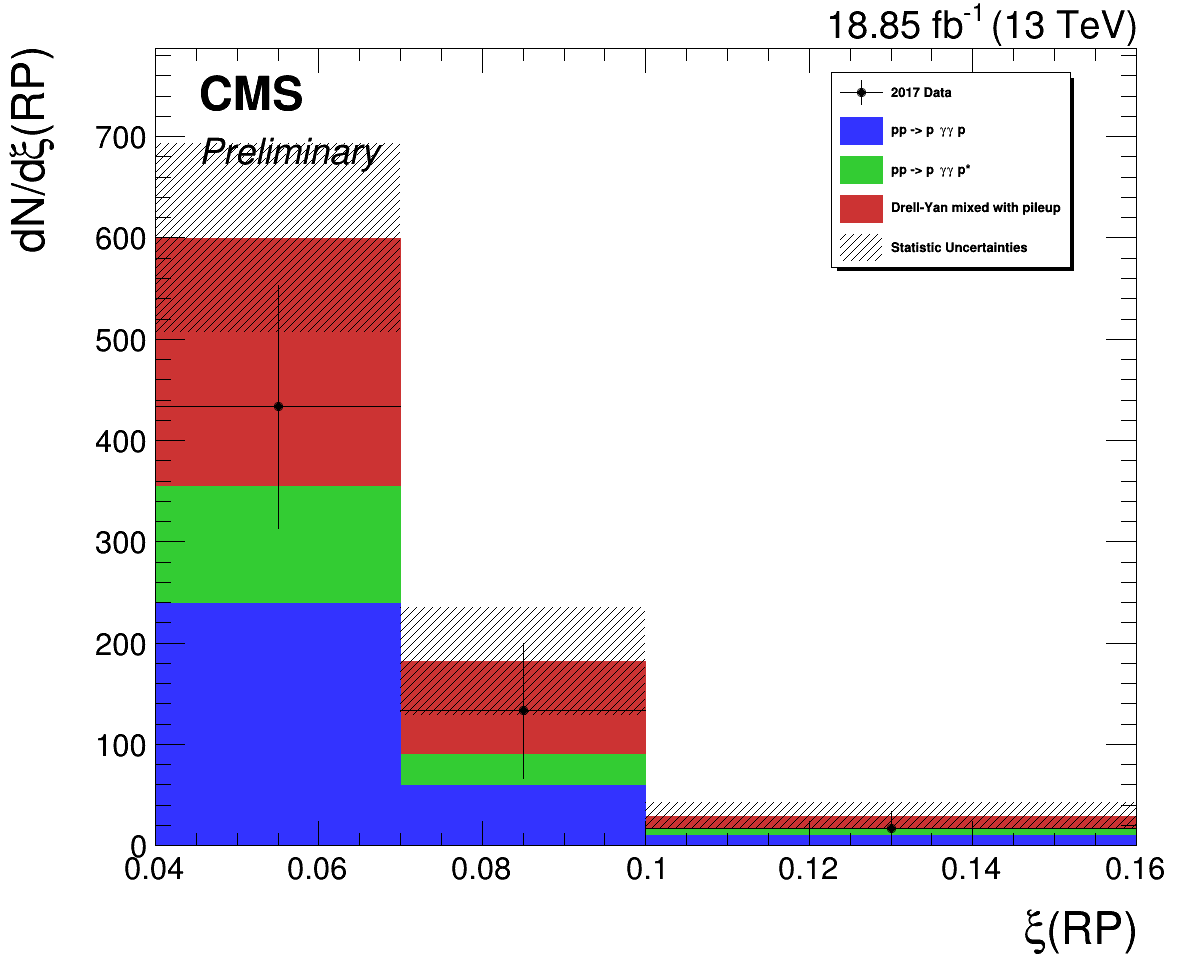 18.85 fb⁻¹ (13 TeV)
dN/dξ(RP)
CMS
Preliminary
2017 Data
pp -> p γγ p
pp -> p γγ p*
Drell-Yan mixed with pileup
Statistic Uncertainties
700
600
500
400
300
200
100
0
0.04 0.06 0.08 0.1 0.12 0.14 0.16
ξ(RP)